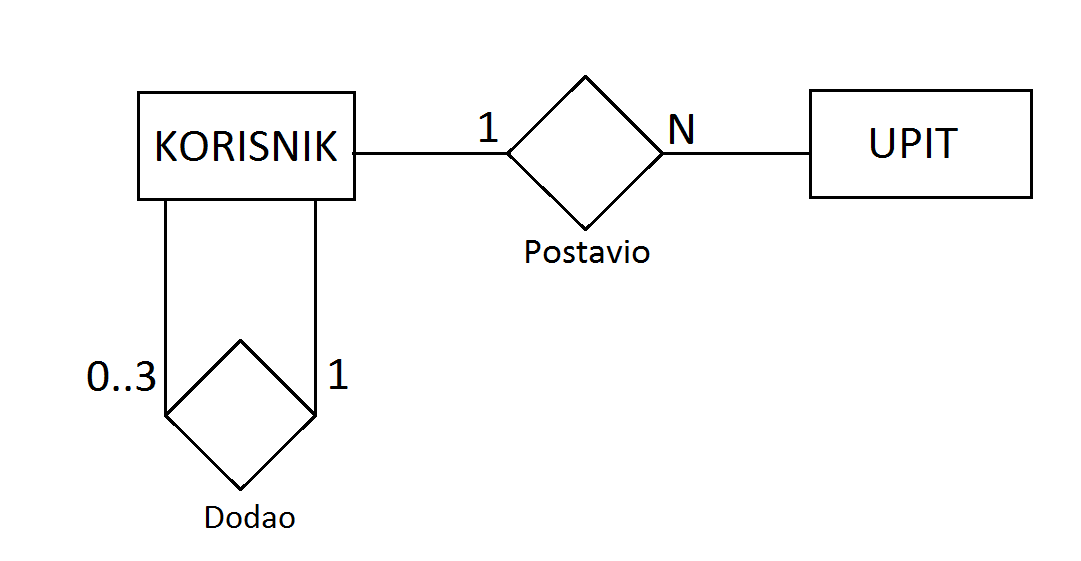 KORISNIK
1
N
UPIT
Postavio
0..3
1
Dodao